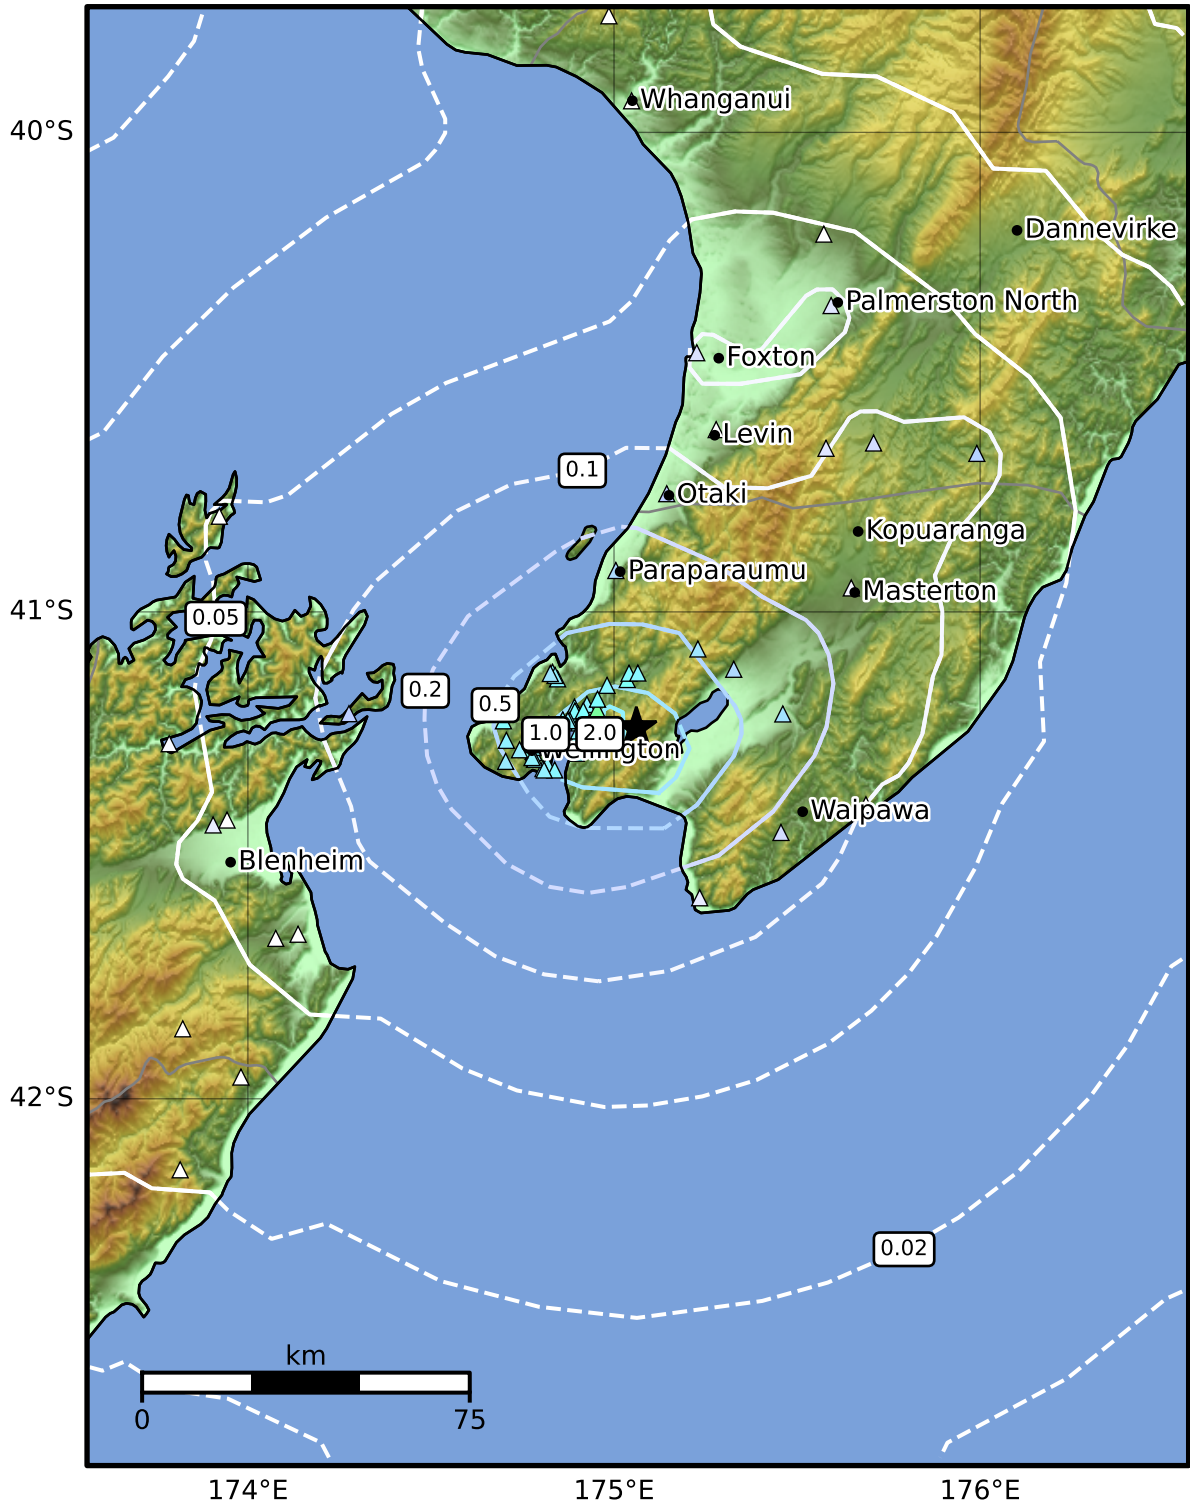 Whanganui
40°S
Dannevirke
Palmerston North
Foxton
Levin
0.1
Otaki
Kopuaranga
Paraparaumu
Masterton
41°S
0.05
0.2
0.5
1.0
2.0
Wellington
Waipawa
Blenheim
42°S
0.02
km
0
75
174°E
175°E
176°E